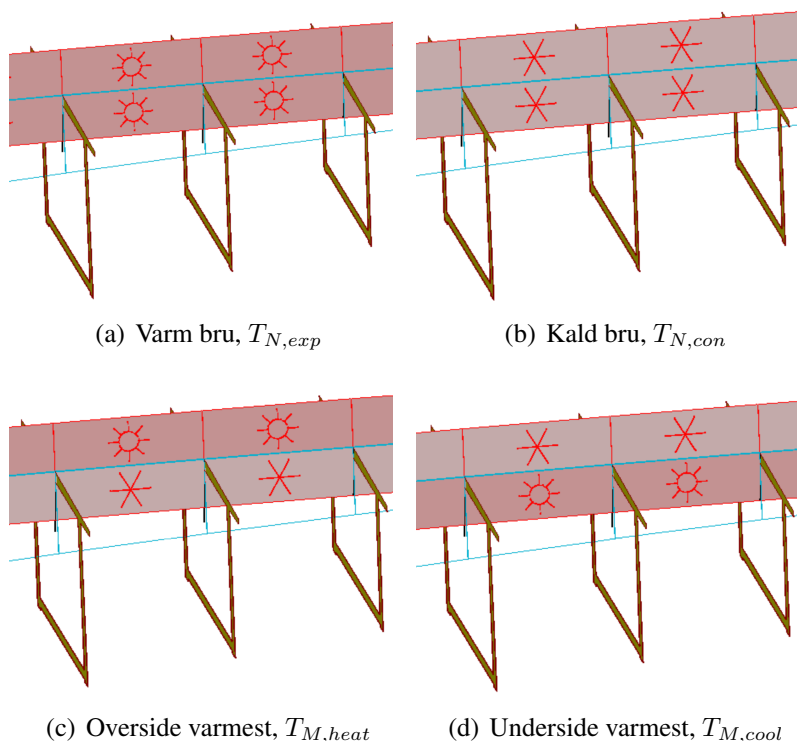 (a) Varm bru, T_{N,exp}
(b) Kald bru, T_{N,con}
(c) Overside varmest, T_{M,heat}
(d) Underside varmest, T_{M,cool}